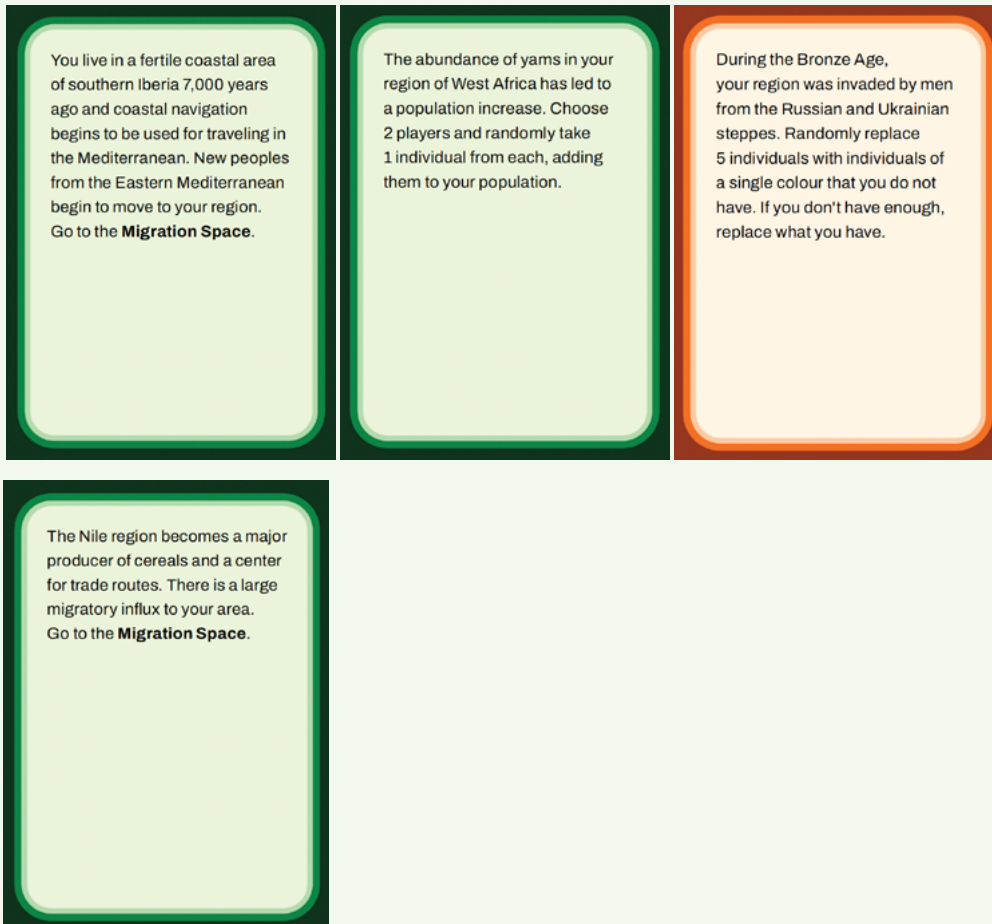 You live in a fertile coastal area
of southern Iberia 7,000 years
ago and coastal navigation
begins to be used for traveling in
the Mediterranean. New peoples
from the Eastern Mediterranean
begin to move to your region.
Go to the Migration Space.
The abundance of yams in your
region of West Africa has led to
a population increase. Choose
2 players and randomly take
1 individual from each, adding
them to your population.
During the Bronze Age,
your region was invaded by men
from the Russian and Ukrainian
steppes. Randomly replace
5 individuals with individuals of
a single colour that you do not
have. If you don't have enough,
replace what you have.
The Nile region becomes a major
producer of cereals and a center
for trade routes. There is a large
migratory influx to your area.
Go to the Migration Space.